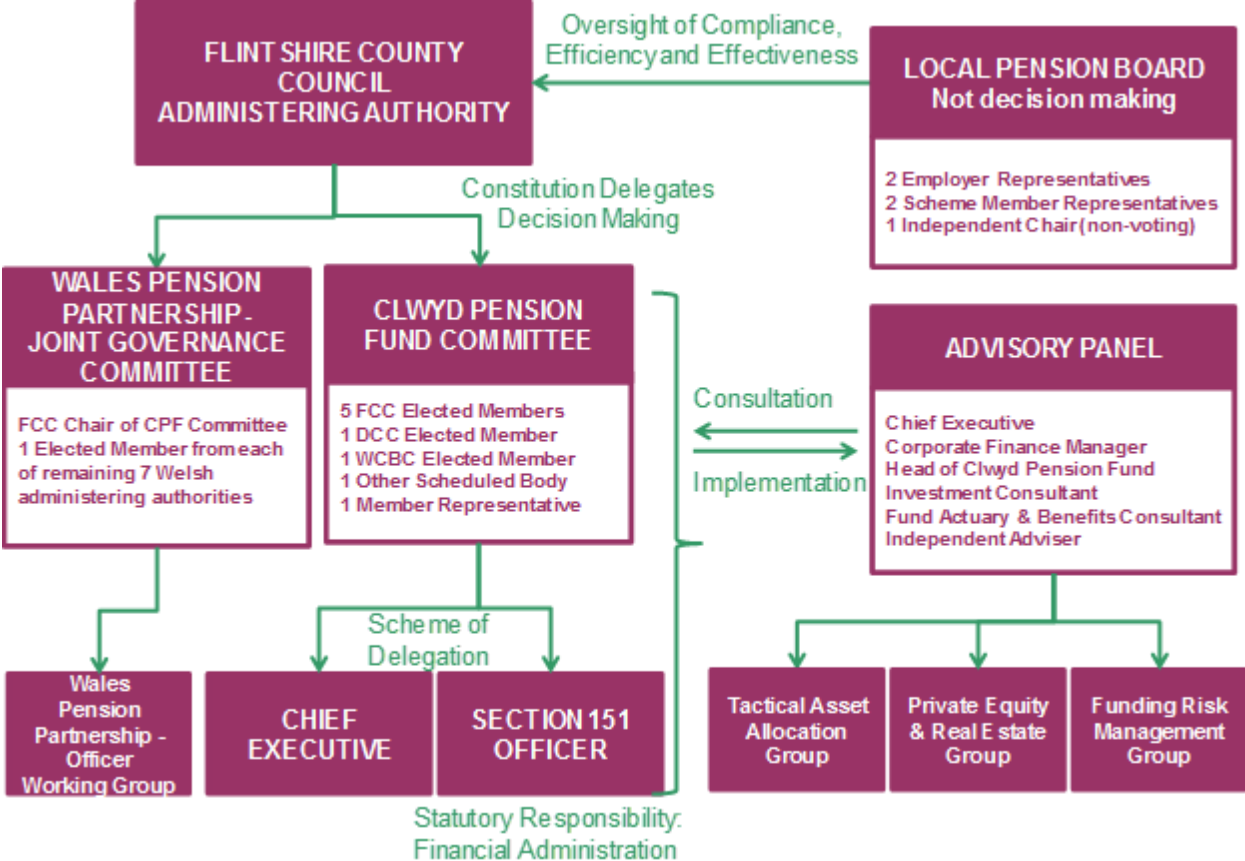 FLINT SHIRE COUNTY
COUNCIL
ADMINISTERING AUTHORITY
Oversight of Compliance,
Efficiency and Effectiveness
LOCAL PENSION BOARD
Not decision making
2 Employer Representatives
2 Scheme Member Representatives
1 Independent Chair (non-voting)
Constitution Delegates
Decision Making
WALES PENSION
PARTNERSHIP -
JOINT GOVERNANCE
COMMITTEE
FCC Chair of CPF Committee
1 Elected Member from each
of remaining 7 Welsh
administering authorities
CLWYD PENSION
FUND COMMITTEE
5 FCC Elected Members
1 DCC Elected Member
1 WCBC Elected Member
1 Other Scheduled Body
1 Member Representative
Consultation
Implementation
ADVISORY PANEL
Chief Executive
Corporate Finance Manager
Head of Clwyd Pension Fund
Investment Consultant
Fund Actuary & Benefits Consultant
Independent Adviser
Scheme of
Delegation
Wales
Pension
Partnership -
Officer
Working Group
CHIEF
EXECUTIVE
SECTION 151
OFFICER
Tactical Asset
Allocation
Group
Private Equity
& Real Estate
Group
Funding Risk
Management
Group
Statutory Responsibility:
Financial Administration